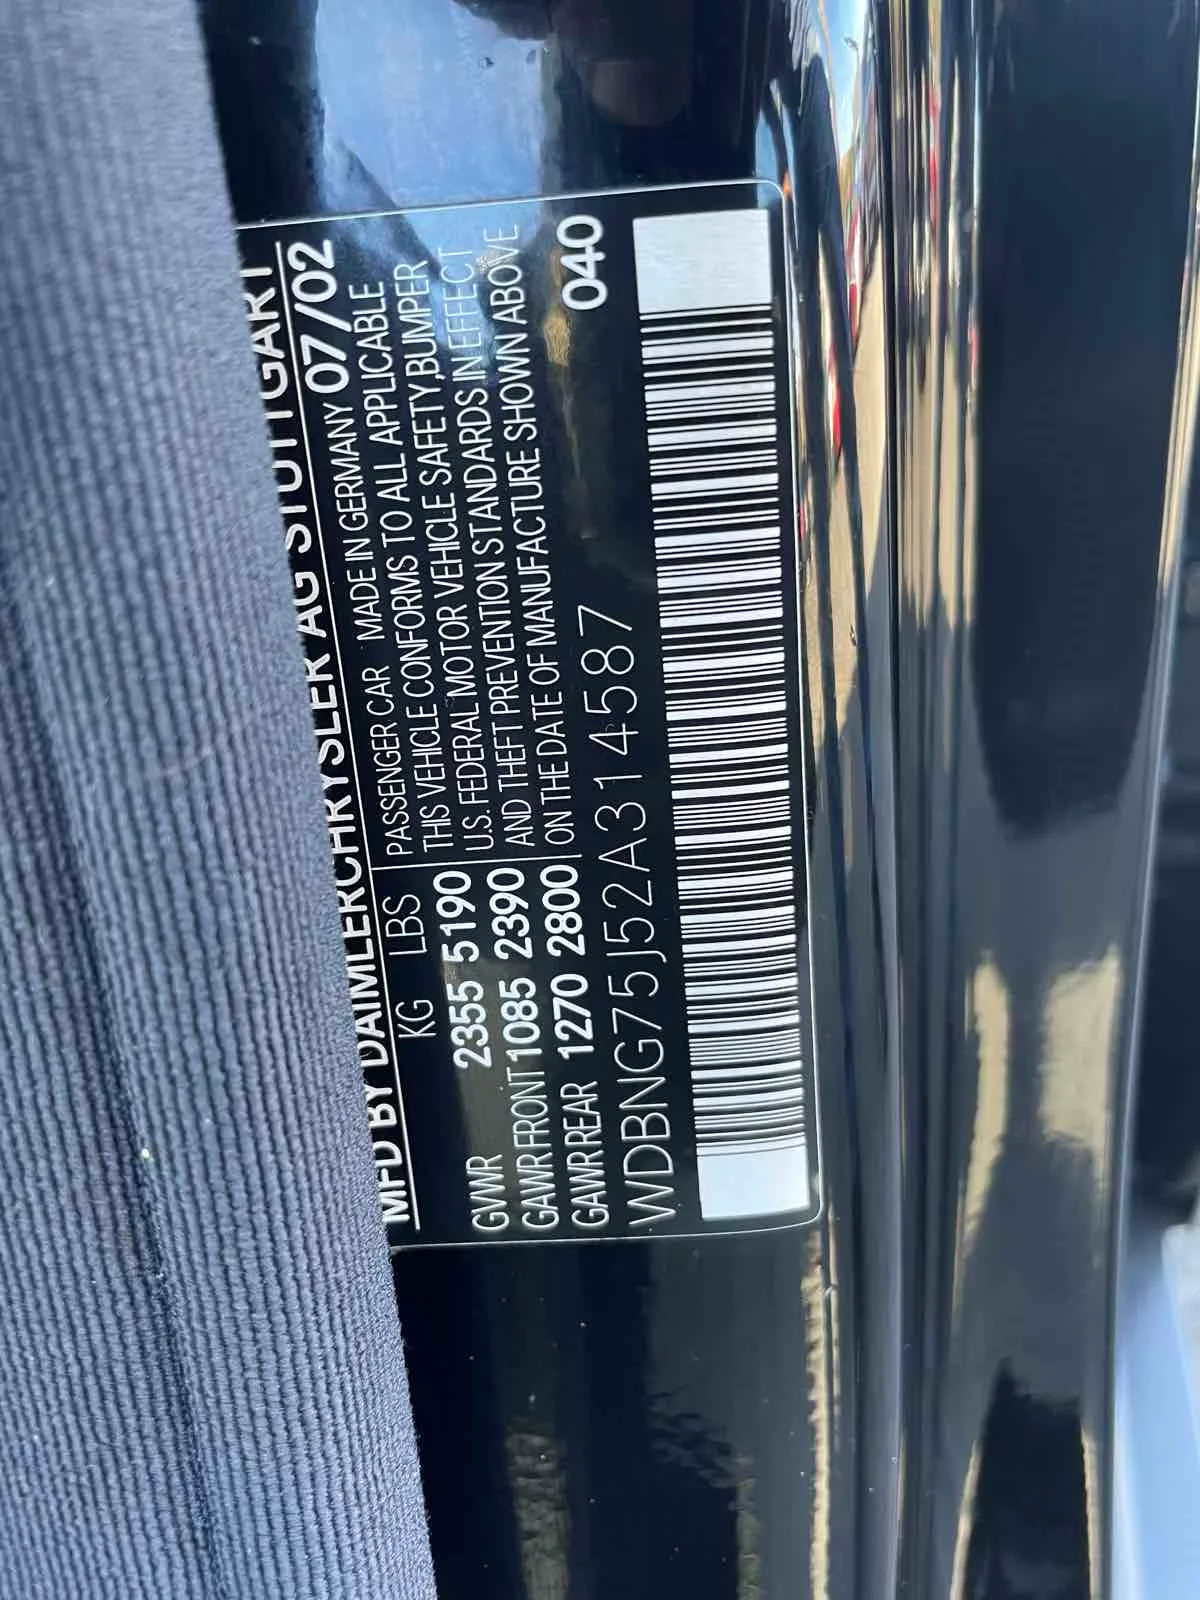 MFD BY DAIMLERCHRYSLER AG STUTTGART
KG LBS PASSENGER CAR MADE IN GERMANY 07/02
GVWR 2355 5190 THIS VEHICLE CONFORMS TO ALL APPLICABLE
U.S. FEDERAL MOTOR VEHICLE SAFETY,BUMPER
GAWR FRONT 1085 2390 AND THEFT PREVENTION STANDARDS IN EFFECT
GAWR REAR 1270 2800 ON THE DATE OF MANUFACTURE SHOWN ABOVE
WDBNG75J52A314587 040